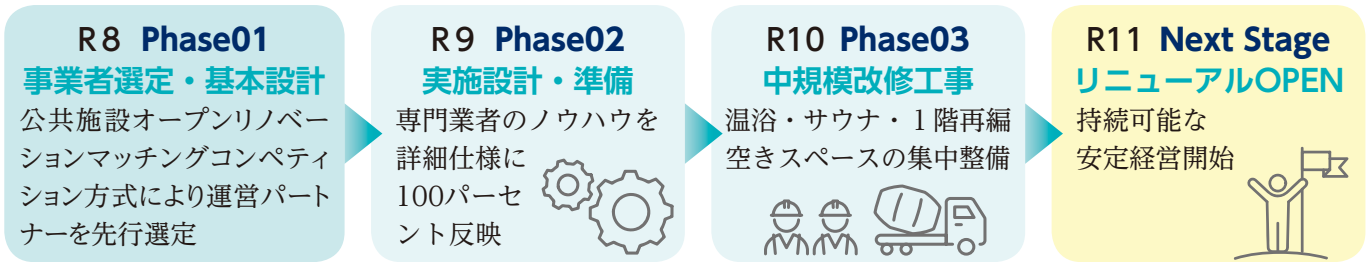 R8 Phase01
事業者選定・基本設計
公共施設オープンリノベー
ションマッチングコンペティ
ション方式により運営パート
ナーを先行選定
R9 Phase02
実施設計・準備
専門業者のノウハウを
詳細仕様に
100パーセ
ント反映
R10 Phase03
中規模改修工事
温浴・サウナ・１階再編
空きスペースの集中整備
R11 Next Stage
リニューアルOPEN
持続可能な
安定経営開始